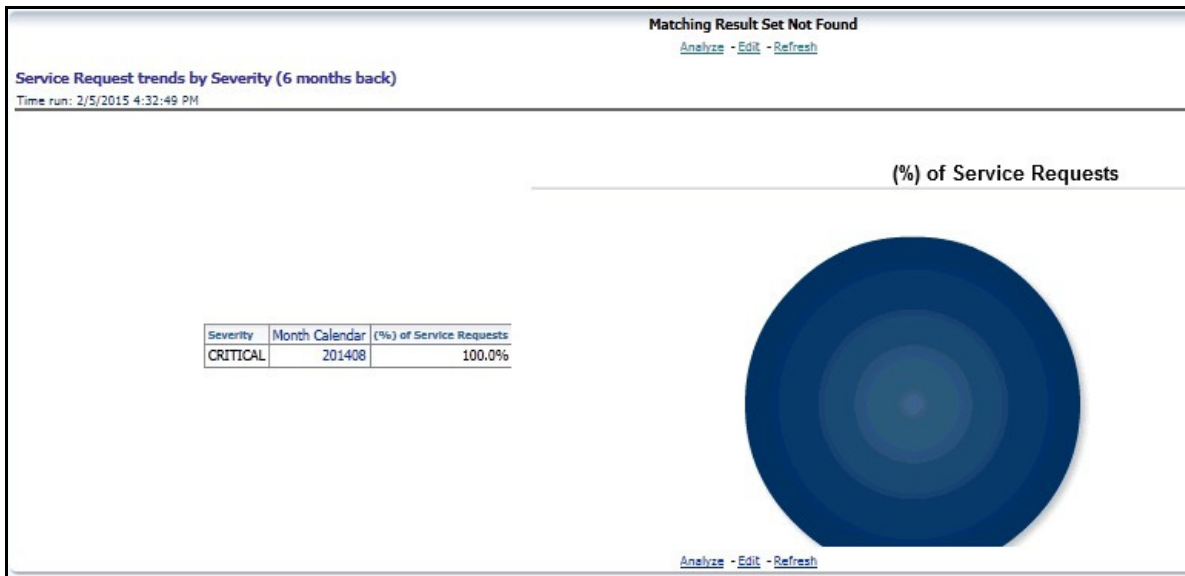 Matching Result Set Not Found
Analyze - Edit - Refresh
Service Request trends by Severity (6 months back)
Time run: 2/5/2015 4:32:49 PM
(%) of Service Requests
Severity Month Calendar (%) of Service Requests
CRITICAL 201408 100.0%
Analyze - Edit - Refresh